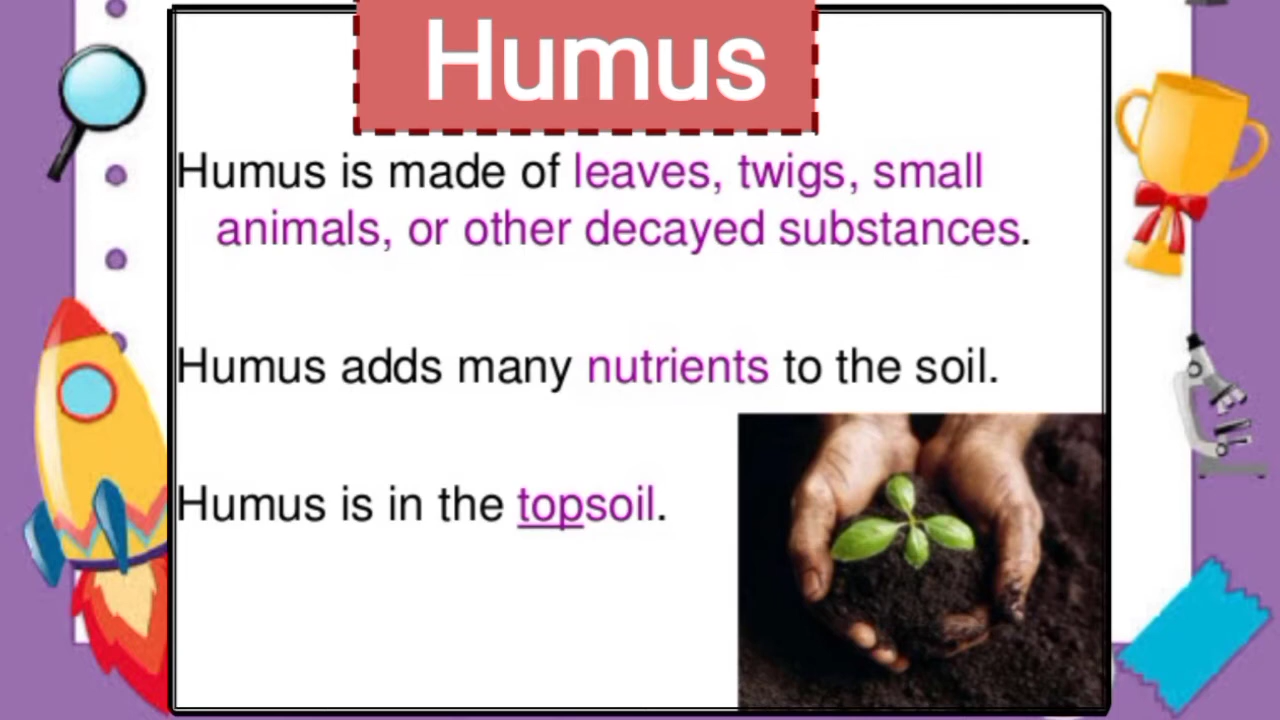 Humus
Humus is made of leaves, twigs, small
animals, or other decayed substances.
Humus adds many nutrients to the soil.
Humus is in the topsoil.